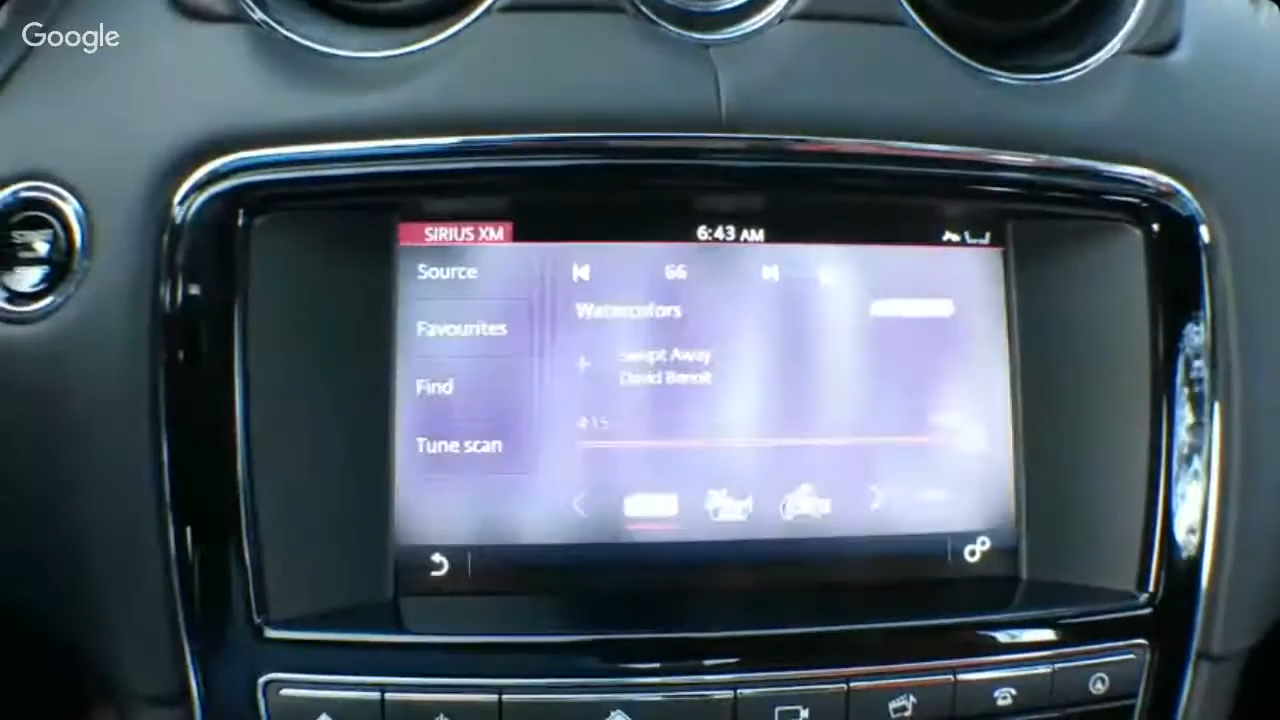 Google
SIRIUS XM
6:43 AM
Source
66
Watercolors
Favourites
Swept Away
David Benoit
Find
Tune scan